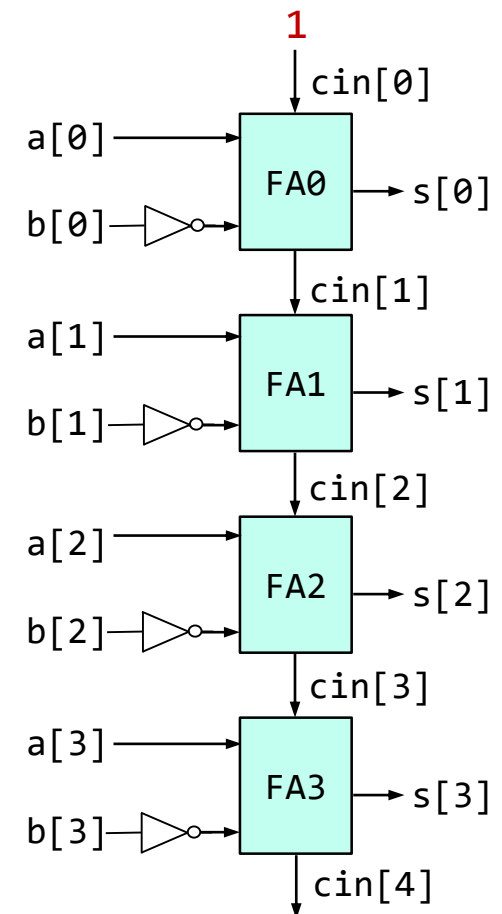 1
cin[0]
a[0]
FA0
s[0]
b[0]
cin[1]
a[1]
FA1
s[1]
b[1]
cin[2]
a[2]
FA2
s[2]
b[2]
cin[3]
a[3]
FA3
s[3]
b[3]
cin[4]